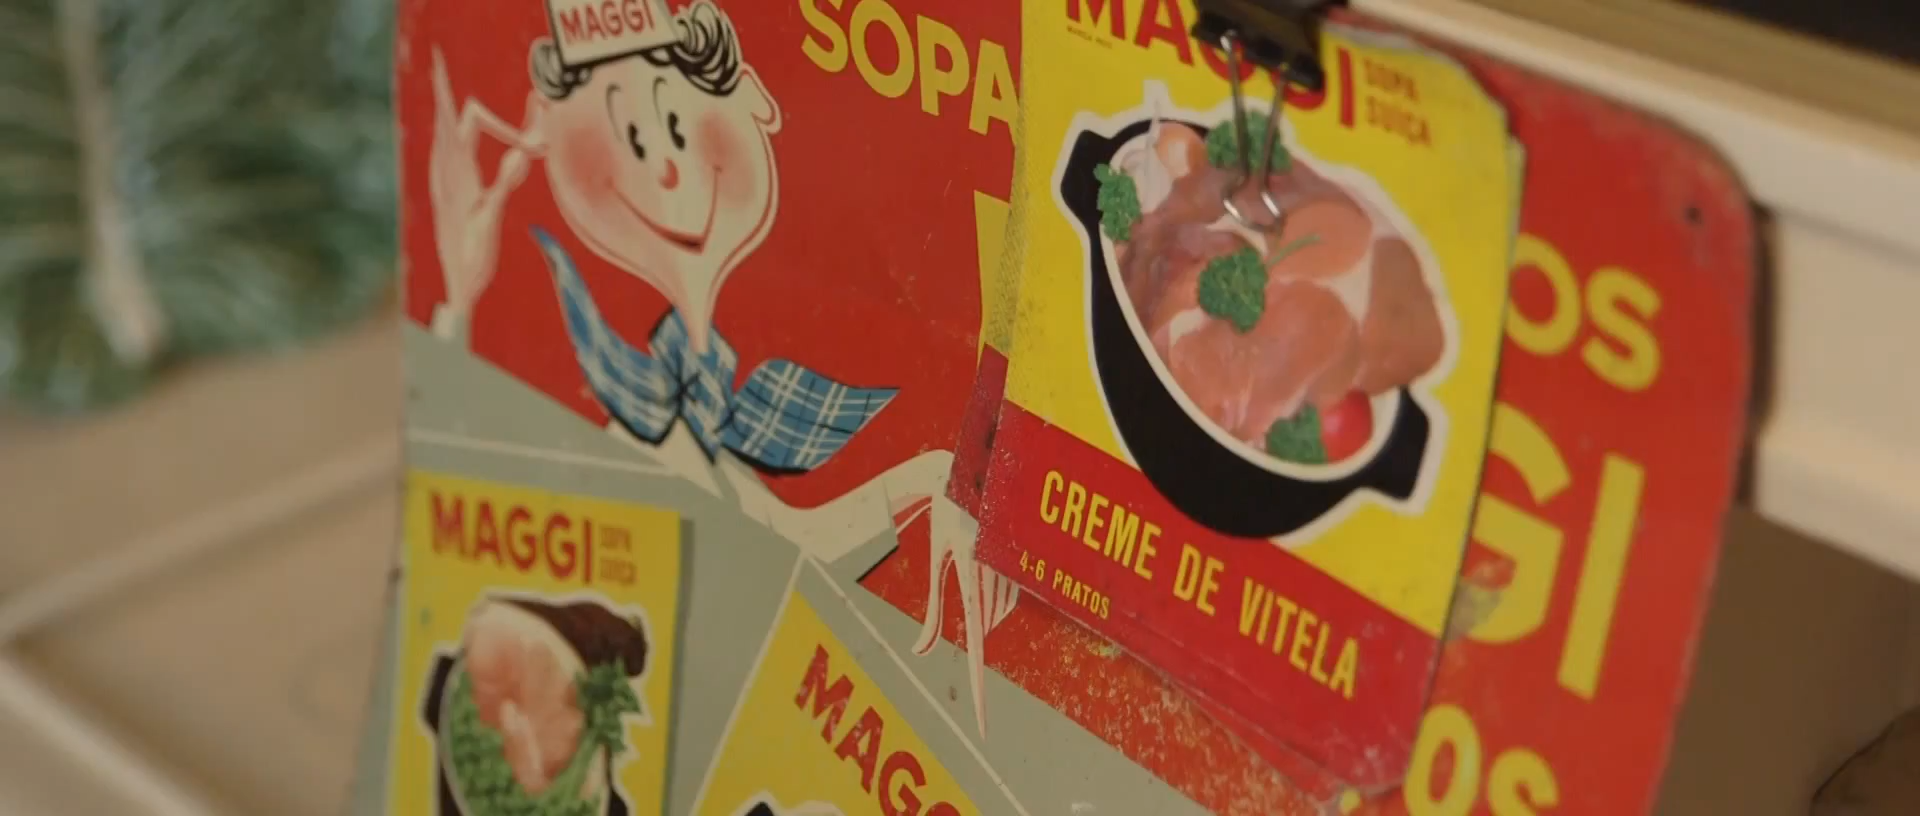 MAGGI
SOPA
MAGGI
SOPA
SUIÇA
OS
GI
CREME DE VITELA
4-6 PRATOS
MAGGI
SOPA
SUIÇA
MAGG
OS